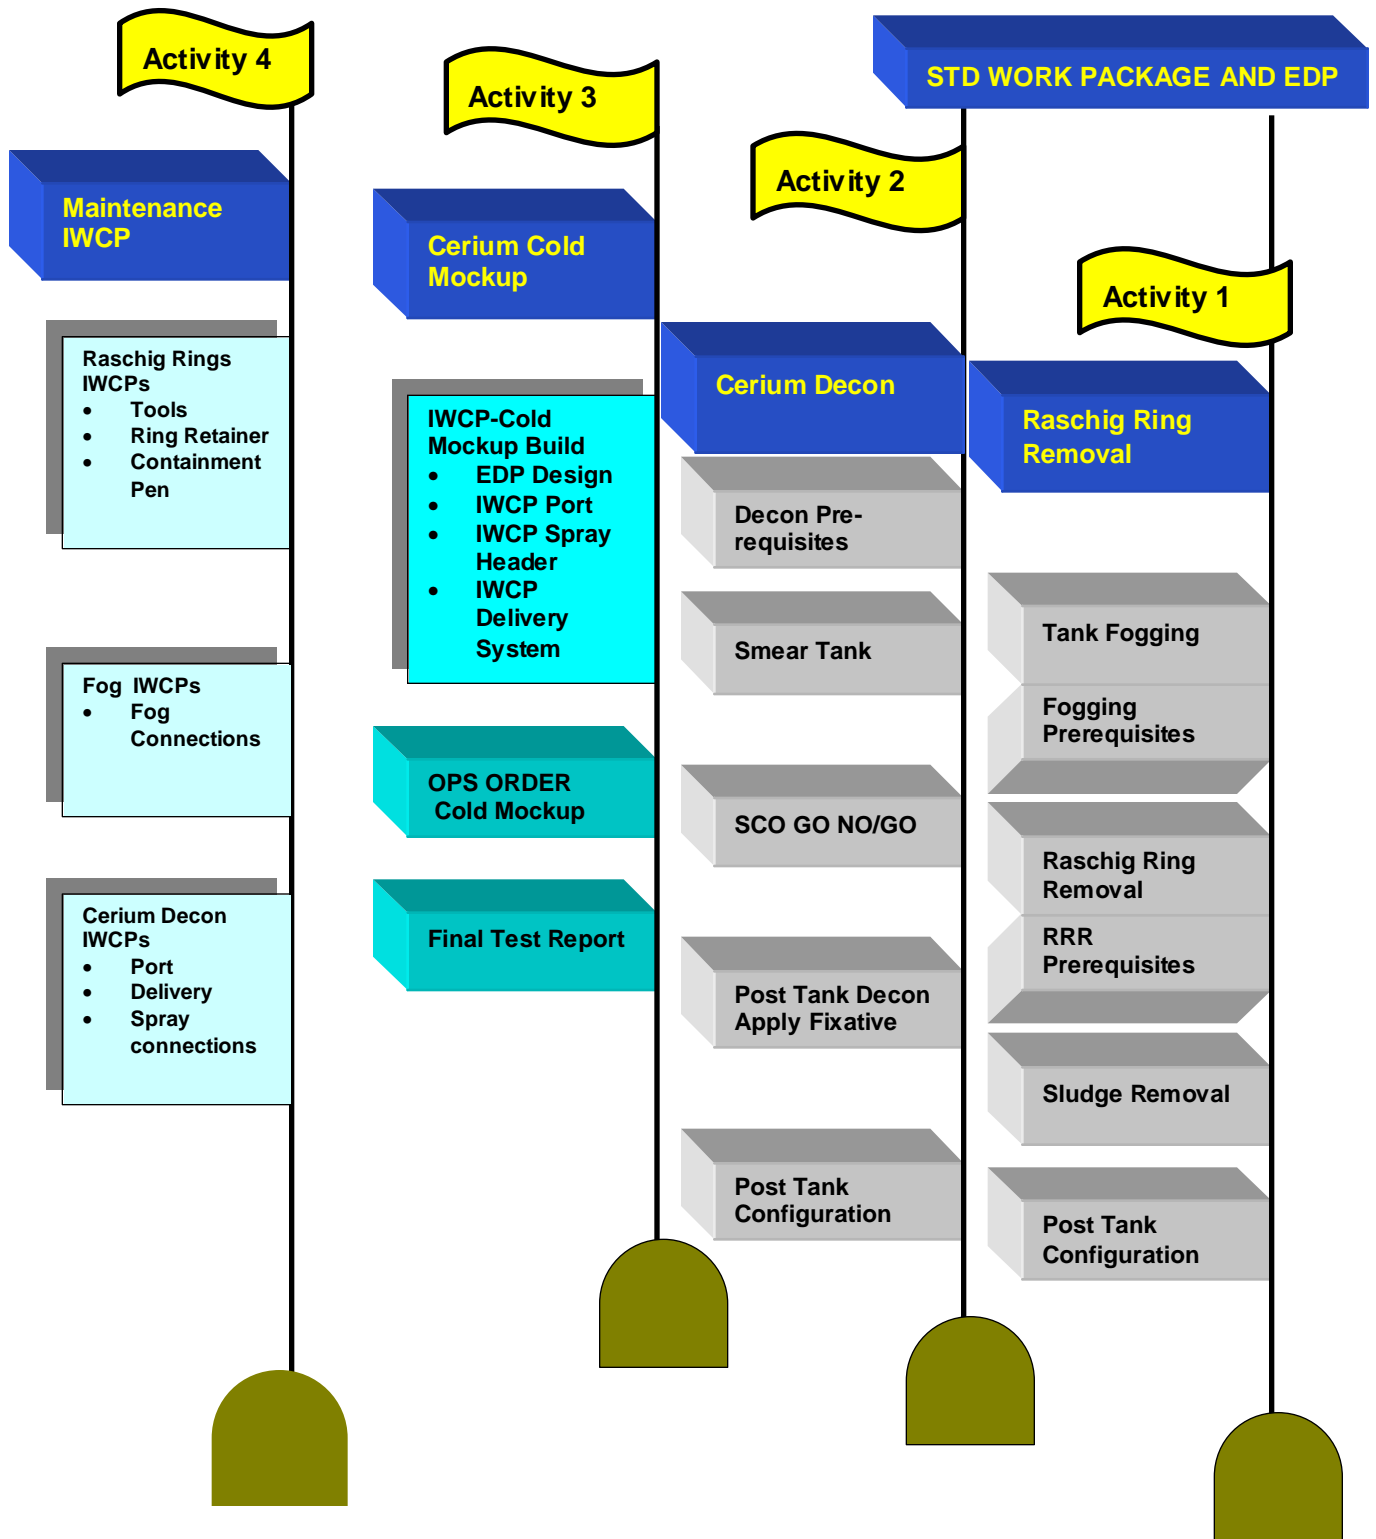 Activity 4
Maintenance
IWCP
Raschig Rings
IWCPs
• Tools
• Ring Retainer
• Containment
Pen
Fog IWCPs
• Fog
Connections
Cerium Decon
IWCPs
• Port
• Delivery
• Spray
connections
Activity 3
Cerium Cold
Mockup
IWCP-Cold
Mockup Build
• EDP Design
• IWCP Port
• IWCP Spray
Header
• IWCP
Delivery
System
OPS ORDER
Cold Mockup
Final Test Report
STD WORK PACKAGE AND EDP
Activity 2
Cerium Decon
Decon Pre-
requisites
Smear Tank
SCO GO NO/GO
Post Tank Decon
Apply Fixative
Post Tank
Configuration
Activity 1
Raschig Ring
Removal
Tank Fogging
Fogging
Prerequisites
Raschig Ring
Removal
RRR
Prerequisites
Sludge Removal
Post Tank
Configuration